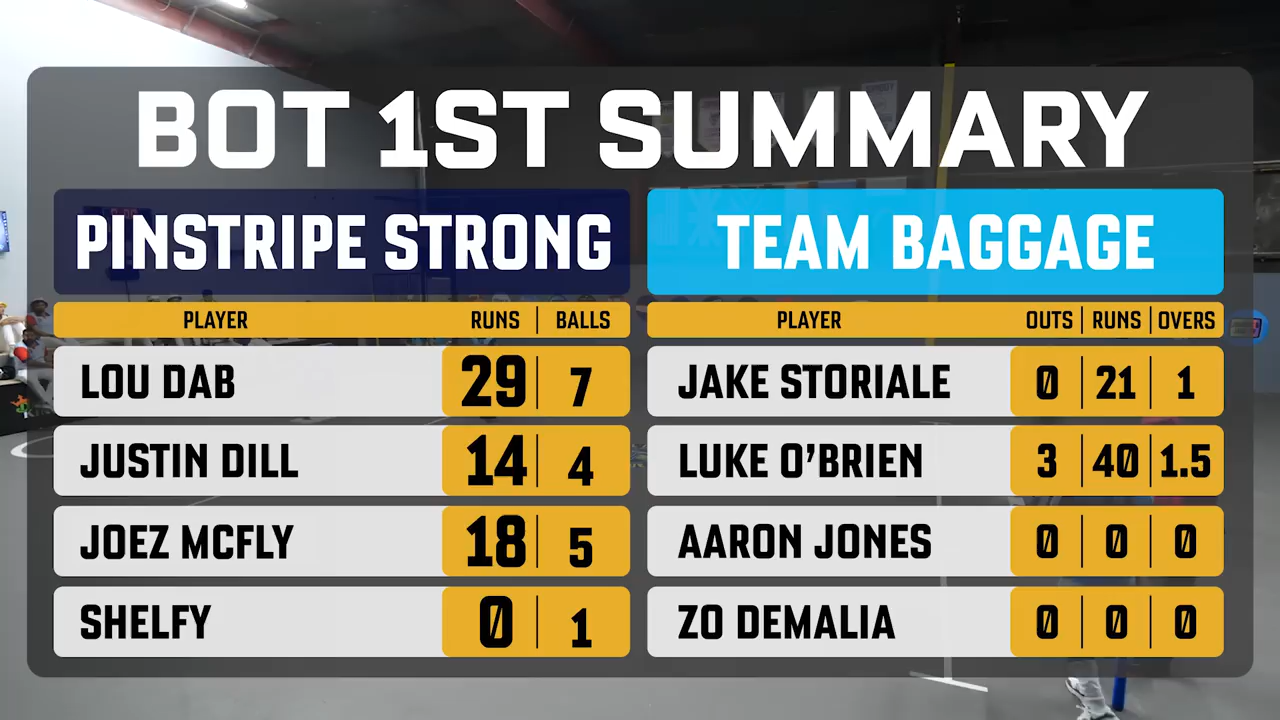 BOT 1ST SUMMARY
PINSTRIPE STRONG
PLAYER RUNS | BALLS
LOU DAB 29 | 7
JUSTIN DILL 14 | 4
JOEZ MCFLY 18 | 5
SHELFY 0 | 1
TEAM BAGGAGE
PLAYER OUTS | RUNS | OVERS
JAKE STORIALE 0 | 21 | 1
LUKE O’BRIEN 3 | 40 | 1.5
AARON JONES 0 | 0 | 0
ZO DEMALIA 0 | 0 | 0